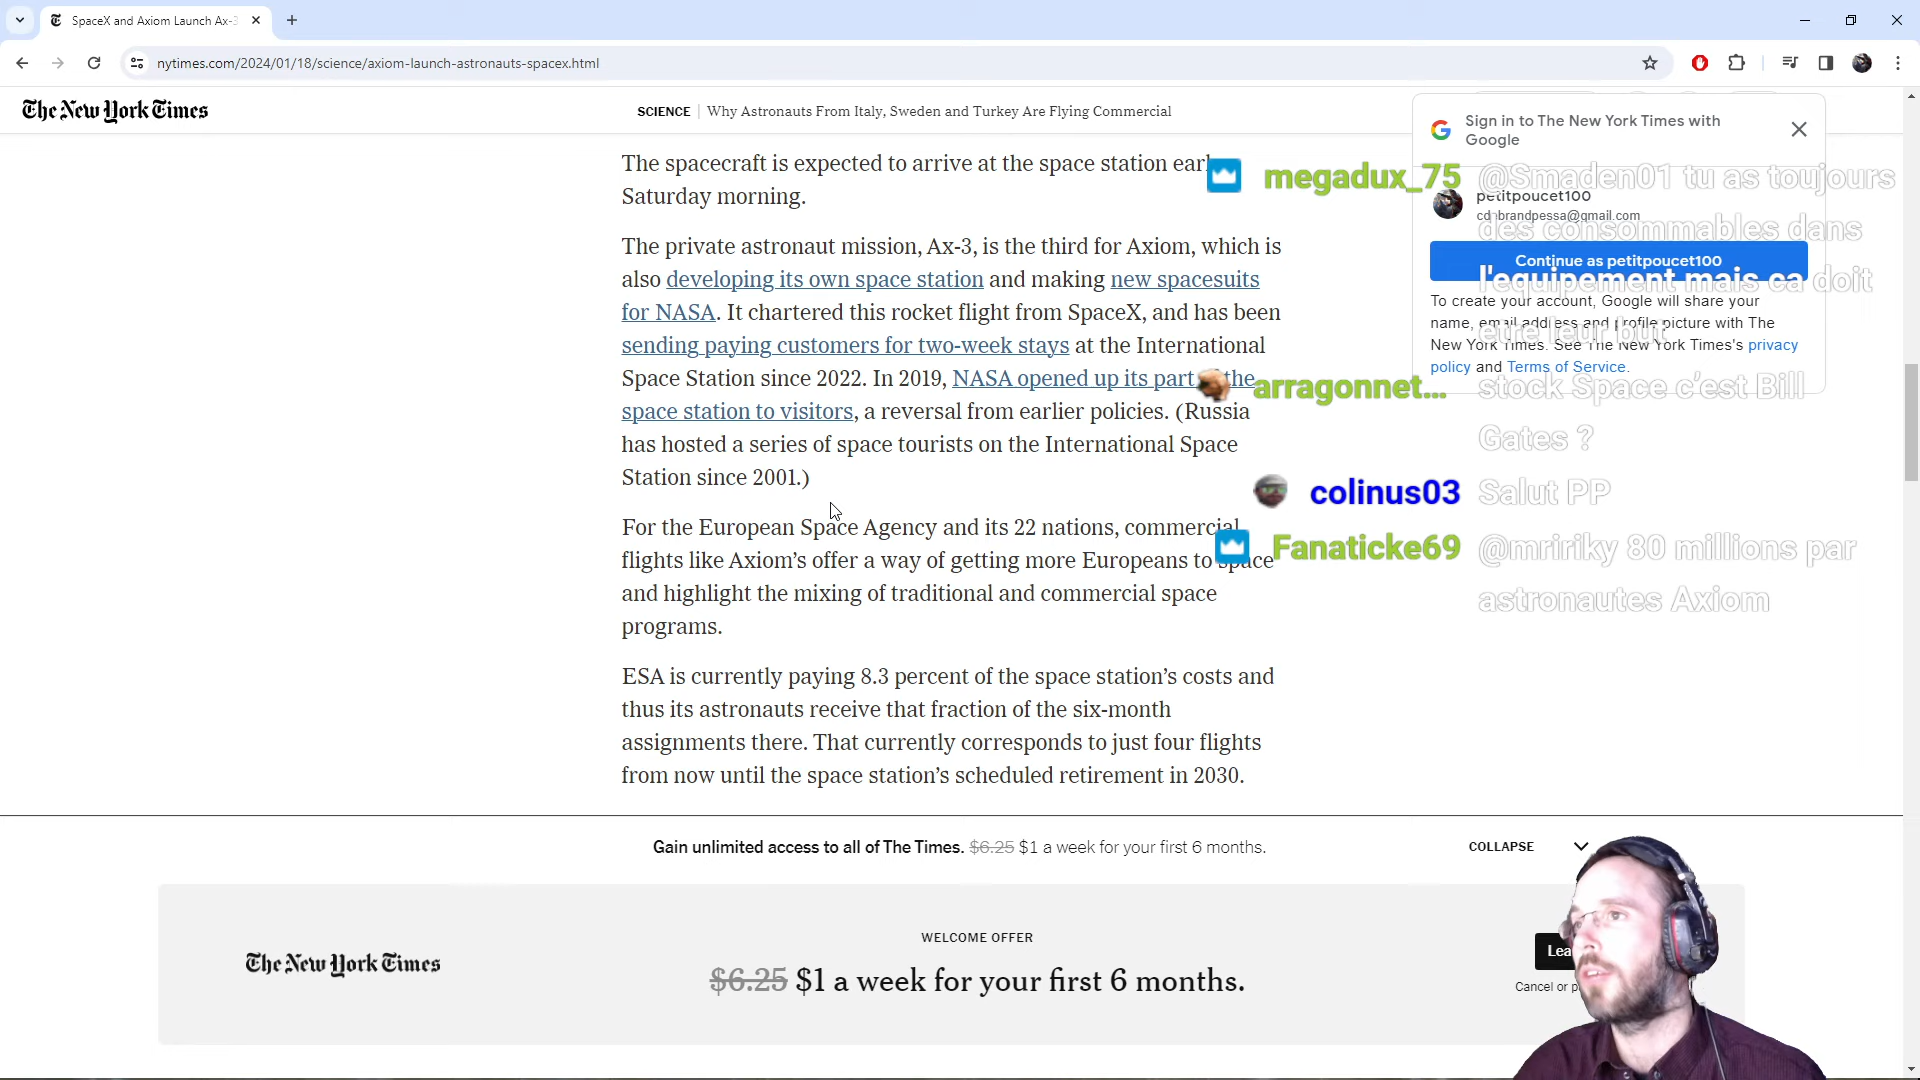 SpaceX and Axiom Launch Ax-3
nytimes.com/2024/01/18/science/axiom-launch-astronauts-spacex.html
The New York Times
SCIENCE | Why Astronauts From Italy, Sweden and Turkey Are Flying Commercial
The spacecraft is expected to arrive at the space station
Saturday morning.
The private astronaut mission, Ax-3, is the third for Axiom, which is
also developing its own space station and making new spacesuits
for NASA. It chartered this rocket flight from SpaceX, and has been
sending paying customers for two-week stays at the International
Space Station since 2022. In 2019, NASA opened up its part the
space station to visitors, a reversal from earlier policies. (Russia
has hosted a series of space tourists on the International Space
Station since 2001.)
For the European Space Agency and its 22 nations, commercial
flights like Axiom’s offer a way of getting more Europeans to space
and highlight the mixing of traditional and commercial space
programs.
ESA is currently paying 8.3 percent of the space station’s costs and
thus its astronauts receive that fraction of the six-month
assignments there. That currently corresponds to just four flights
from now until the space station’s scheduled retirement in 2030.
Sign in to The New York Times with
Google
petitpoucet100
Continue as petitpoucet100
To create your account, Google will share your
name, email address and profile picture with The
New York Times. See The New York Times's privacy
policy and Terms of Service.
megadux_75 @Smaden01 tu as toujours
des consommables dans
l'equipement mais ca doit
etre leur but
arragonnet... stock Space c’est Bill
Gates ?
colinus03 Salut PP
Fanaticke69 @mririky 80 millions par
astronautes Axiom
Gain unlimited access to all of The Times. $6.25 $1 a week for your first 6 months.
COLLAPSE
The New York Times
WELCOME OFFER
$6.25 $1 a week for your first 6 months.
Cancel or